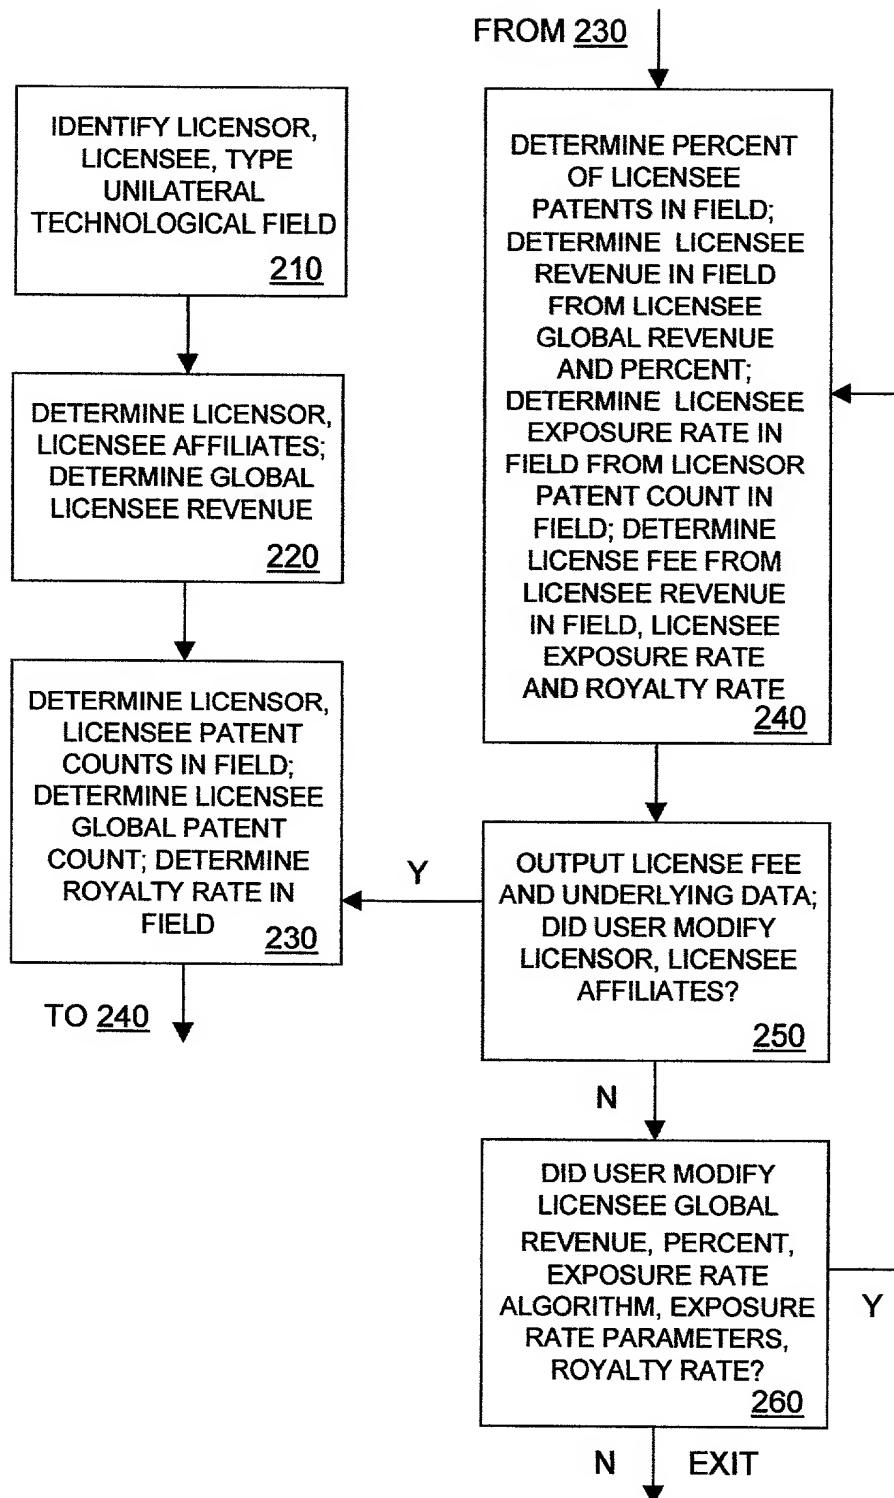 IDENTIFY LICENSOR,
LICENSEE, TYPE
UNILATERAL
TECHNOLOGICAL FIELD
210
DETERMINE LICENSOR,
LICENSEE AFFILIATES;
DETERMINE GLOBAL
LICENSEE REVENUE
220
DETERMINE LICENSOR,
LICENSEE PATENT
COUNTS IN FIELD;
DETERMINE LICENSEE
GLOBAL PATENT
COUNT; DETERMINE
ROYALTY RATE IN
FIELD
230
TO 240
FROM 230
DETERMINE PERCENT
OF LICENSEE
PATENTS IN FIELD;
DETERMINE LICENSEE
REVENUE IN FIELD
FROM LICENSEE
GLOBAL REVENUE
AND PERCENT;
DETERMINE LICENSEE
EXPOSURE RATE IN
FIELD FROM LICENSOR
PATENT COUNT IN
FIELD; DETERMINE
LICENSE FEE FROM
LICENSEE REVENUE
IN FIELD, LICENSEE
EXPOSURE RATE
AND ROYALTY RATE
240
OUTPUT LICENSE FEE
AND UNDERLYING DATA;
DID USER MODIFY
LICENSOR, LICENSEE
AFFILIATES?
250
Y
N
DID USER MODIFY
LICENSEE GLOBAL
REVENUE, PERCENT,
EXPOSURE RATE
ALGORITHM, EXPOSURE
RATE PARAMETERS,
ROYALTY RATE?
260
Y
N EXIT